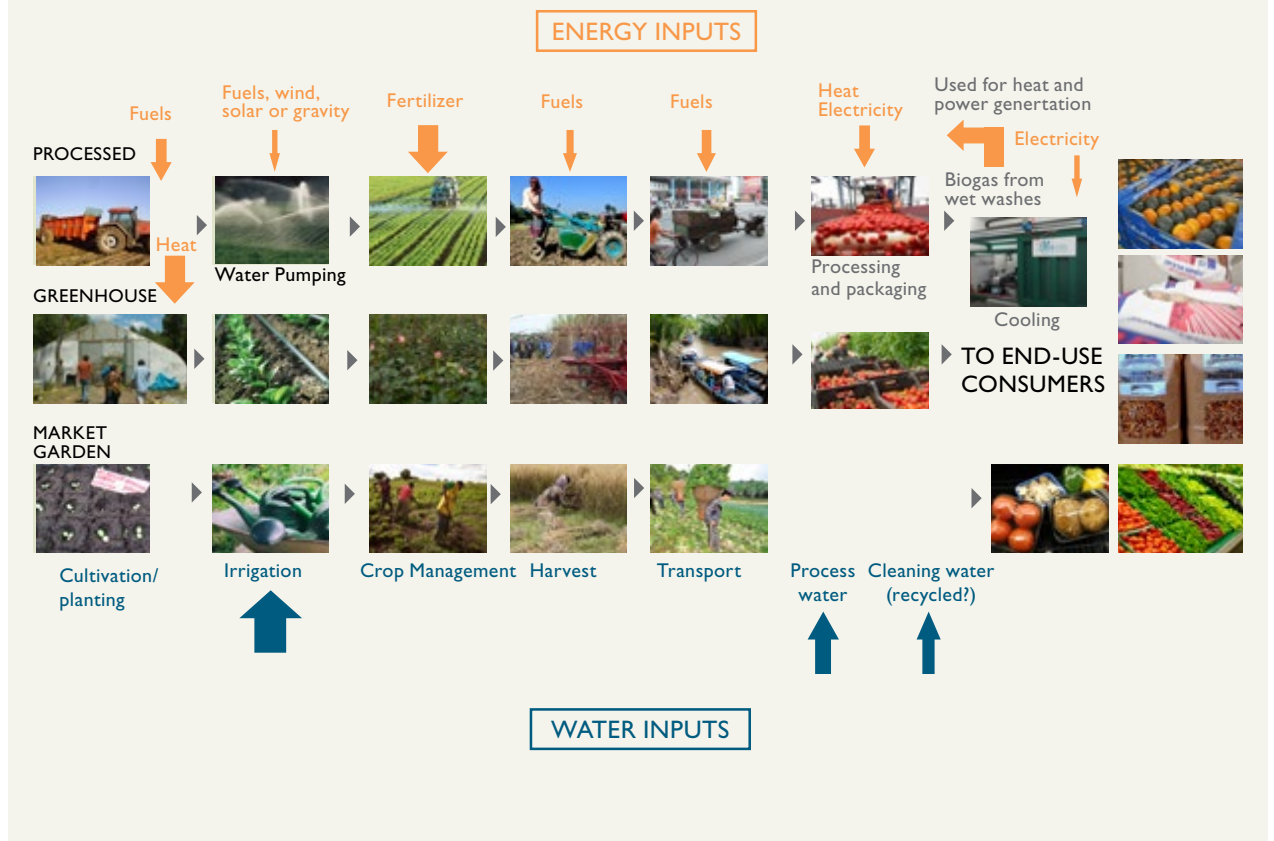 ENERGY INPUTS
Fuels
Fuels, wind,
solar or gravity
Fertilizer
Fuels
Fuels
Heat
Electricity
Used for heat and
power genertation
Electricity
PROCESSED
Biogas from
wet washes
Heat
Water Pumping
Processing
and packaging
GREENHOUSE
Cooling
TO END-USE
CONSUMERS
MARKET
GARDEN
Cultivation/
planting
Irrigation
Crop Management
Harvest
Transport
Process
water
Cleaning water
(recycled?)
WATER INPUTS